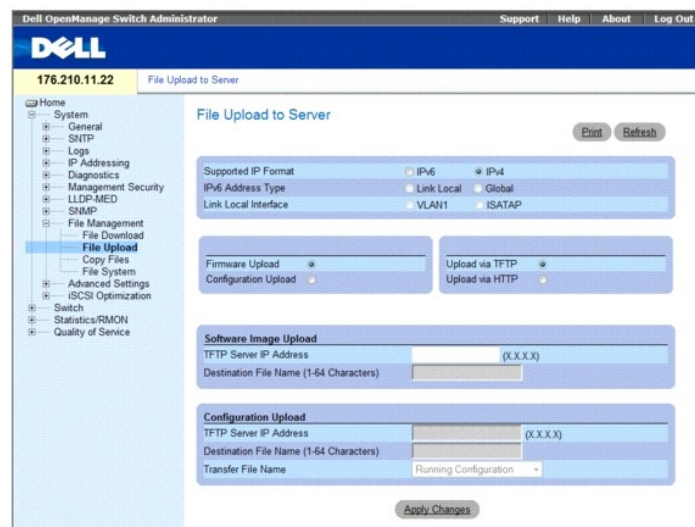 Dell OpenManage Switch Administrator
Support Help About Log Out
DELL
176.210.11.22
File Upload to Server
Home
System
General
SNTP
Logs
IP Addressing
Diagnostics
Management Security
LLDP-MED
SNMP
File Management
File Download
File Upload
Copy Files
File System
Advanced Settings
iSCSI Optimization
Switch
Statistics/RMON
Quality of Service
File Upload to Server
Print Refresh
Supported IP Format IPv6 IPv4
IPv6 Address Type Link Local Global
Link Local Interface VLAN1 ISATAP
Firmware Upload
Configuration Upload
Upload via TFTP
Upload via HTTP
Software Image Upload
TFTP Server IP Address (X.X.X.X)
Destination File Name (1-64 Characters)
Configuration Upload
TFTP Server IP Address (X.X.X.X)
Destination File Name (1-64 Characters)
Transfer File Name Running Configuration
Apply Changes